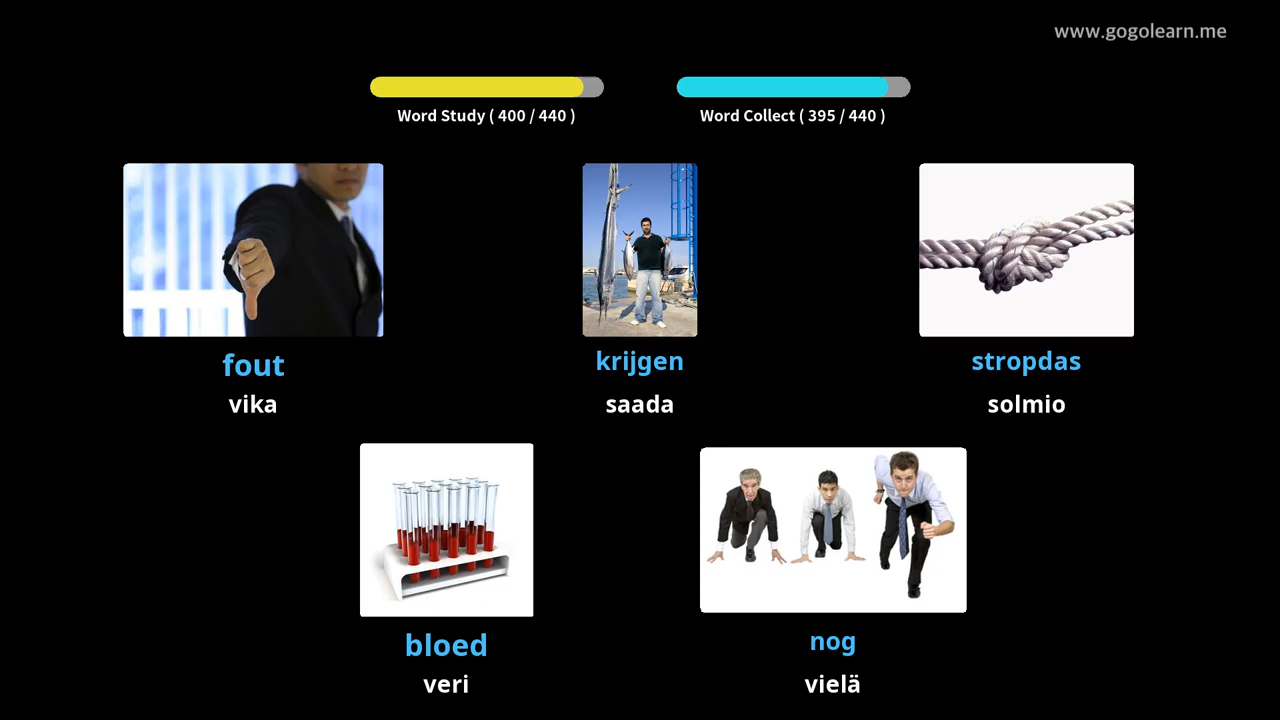 www.gogolearn.me
Word Study ( 400 / 440 )
Word Collect ( 395 / 440 )
fout
vika
krijgen
saada
stropdas
solmio
bloed
veri
nog
vielä